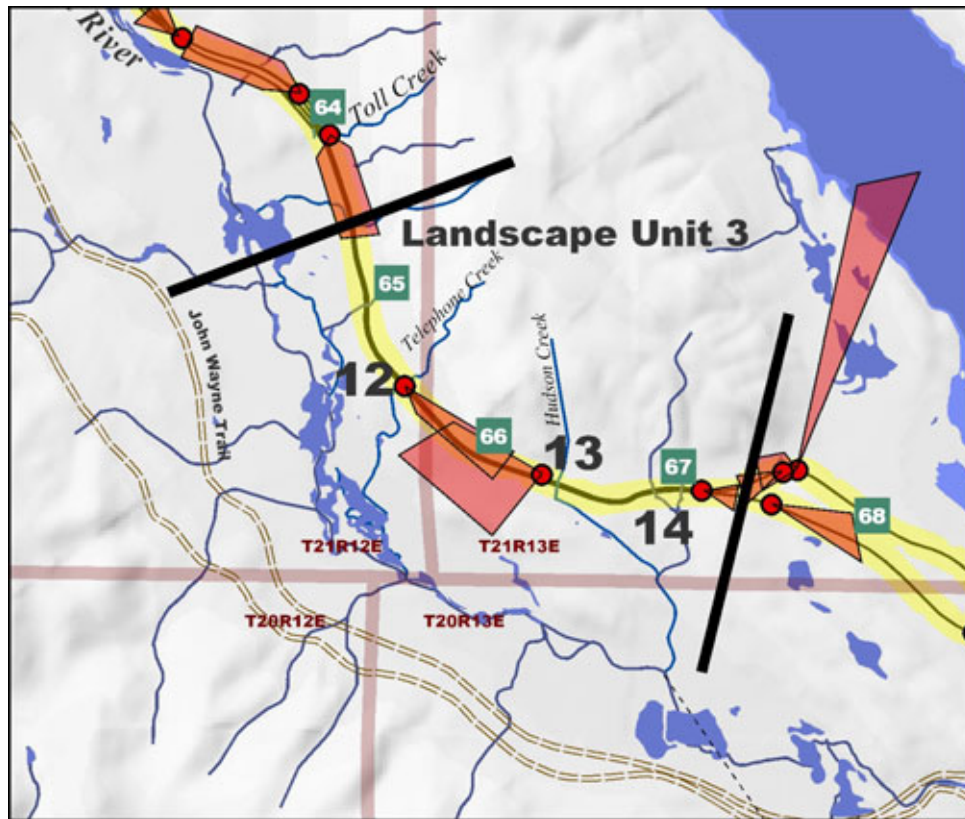 River
64
Toll Creek
Landscape Unit 3
65
Telephone Creek
John Wayne Trail
12
Hudson Creek
66
13
67
14
68
T21R12E
T21R13E
T20R12E
T20R13E